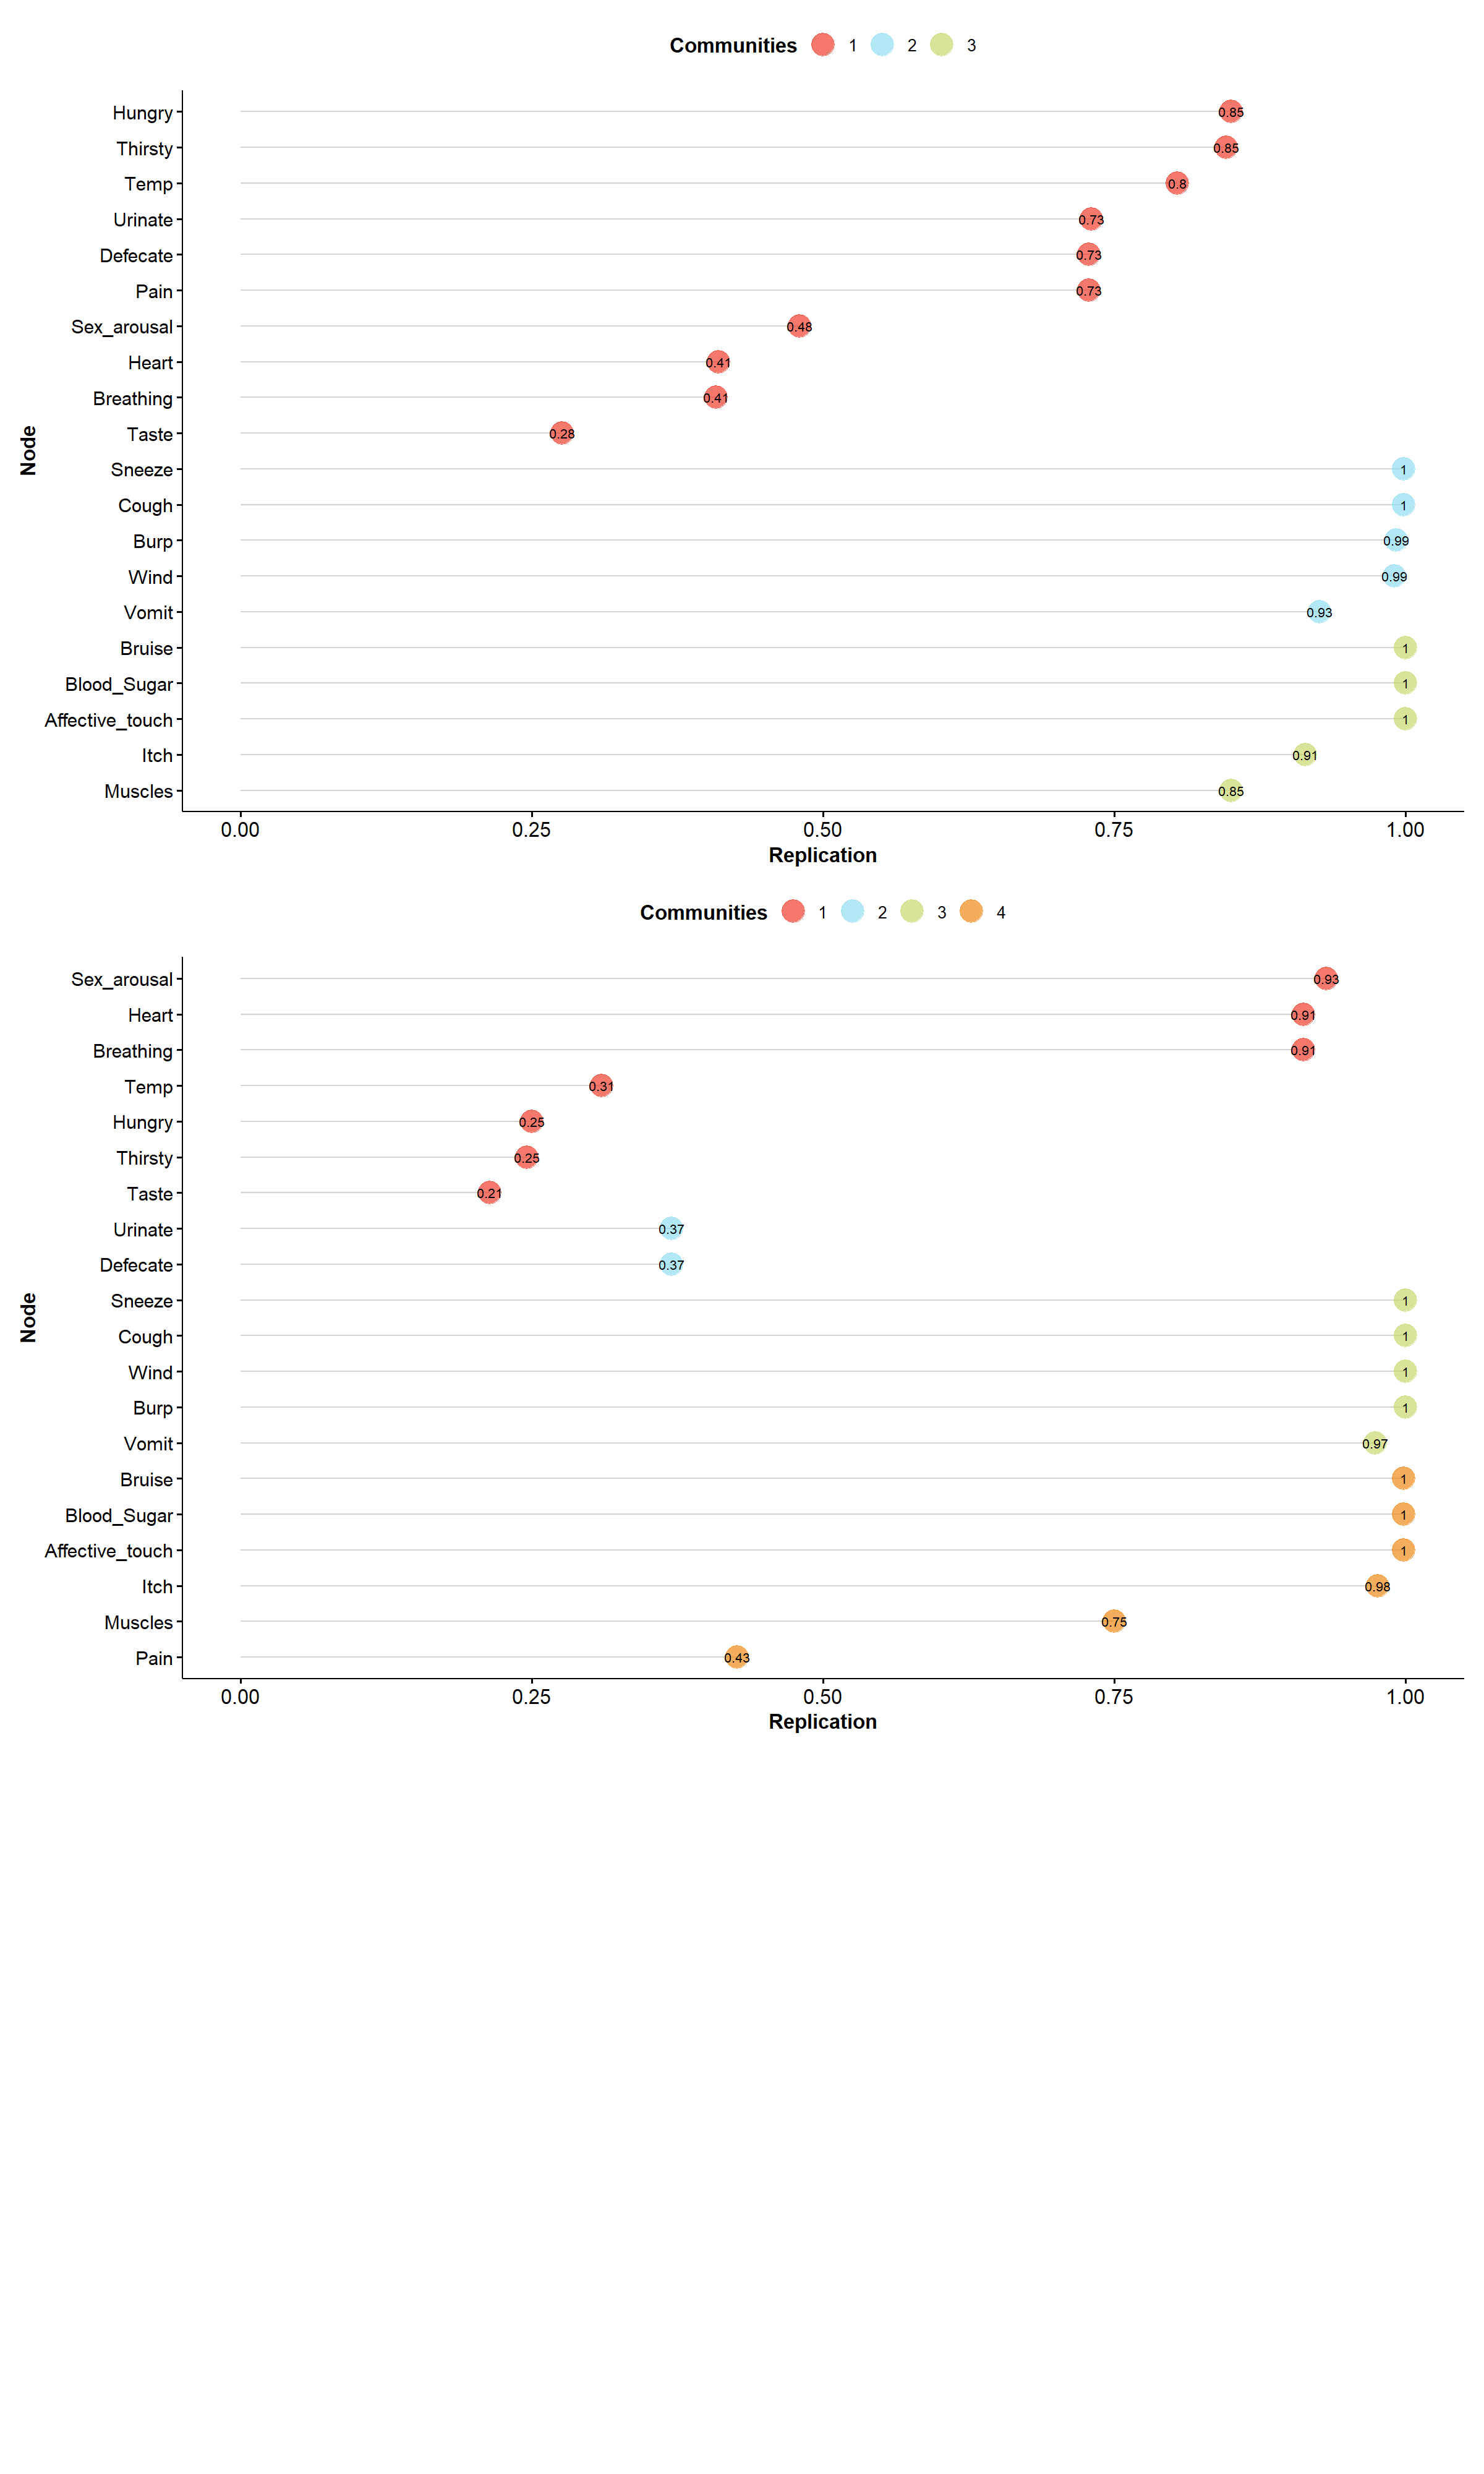 Communities 1 2 3
Hungry 0.85
Thirsty 0.85
Temp 0.8
Urinate 0.73
Defecate 0.73
Pain 0.73
Sex_arousal 0.48
Heart 0.41
Breathing 0.41
Taste 0.28
Node
Sneeze 1
Cough 1
Burp 0.99
Wind 0.99
Vomit 0.93
Bruise 1
Blood_Sugar 1
Affective_touch 1
Itch 0.91
Muscles 0.85
0.00 0.25 0.50 0.75 1.00
Replication
Communities 1 2 3 4
Sex_arousal 0.93
Heart 0.91
Breathing 0.91
Temp 0.31
Hungry 0.25
Thirsty 0.25
Taste 0.21
Urinate 0.37
Defecate 0.37
Node
Sneeze 1
Cough 1
Wind 1
Burp 1
Vomit 0.97
Bruise 1
Blood_Sugar 1
Affective_touch 1
Itch 0.98
Muscles 0.75
Pain 0.43
0.00 0.25 0.50 0.75 1.00
Replication